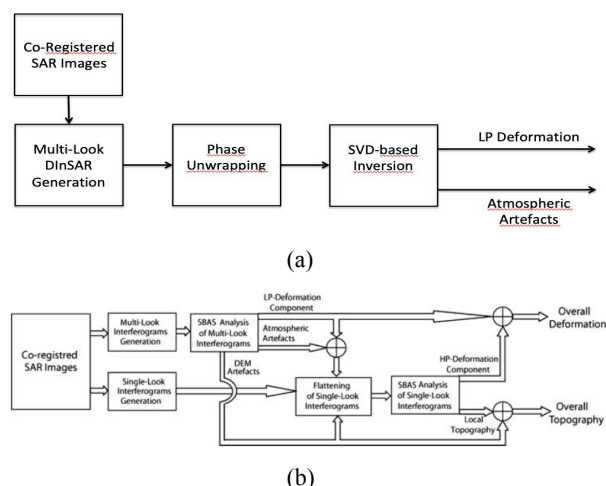 Co-Registered
SAR Images
Multi-Look
DInSAR
Generation
Phase
Unwrapping
SVD-based
Inversion
LP Deformation
Atmospheric
Artefacts
(a)
Co-registred
SAR Images
Multi-Look
Interferograms
Generation
Single-Look
Interferograms
Generation
SBAS Analysis
of Multi-Look
Interferograms
LP-Deformation
Component
Atmospheric
Artefacts
DEM
Artefacts
Flattening
of Single-Look
Interferograms
SBAS Analysis
of Single-Look
Interferograms
HP-Deformation
Component
Local
Topography
Overall
Deformation
Overall
Topography
(b)